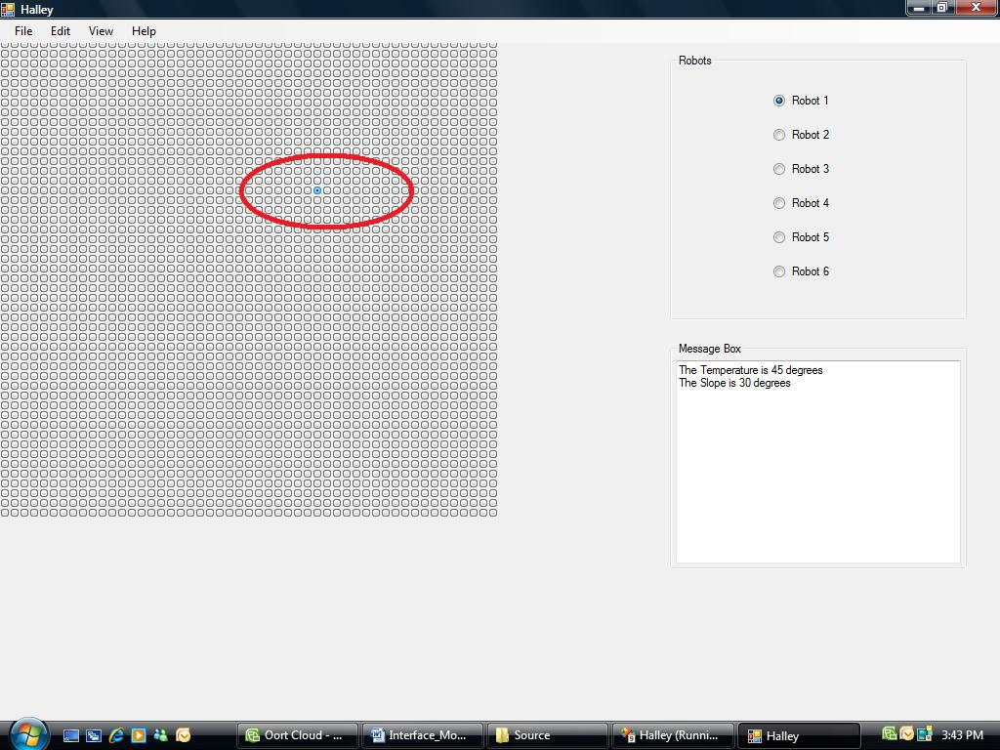 Halley
File Edit View Help
Robots
Robot 1
Robot 2
Robot 3
Robot 4
Robot 5
Robot 6
Message Box
The Temperature is 45 degrees
The Slope is 30 degrees
Oort Cloud - ... Interface_Mo... Source Halley (Runni... Halley 3:43 PM